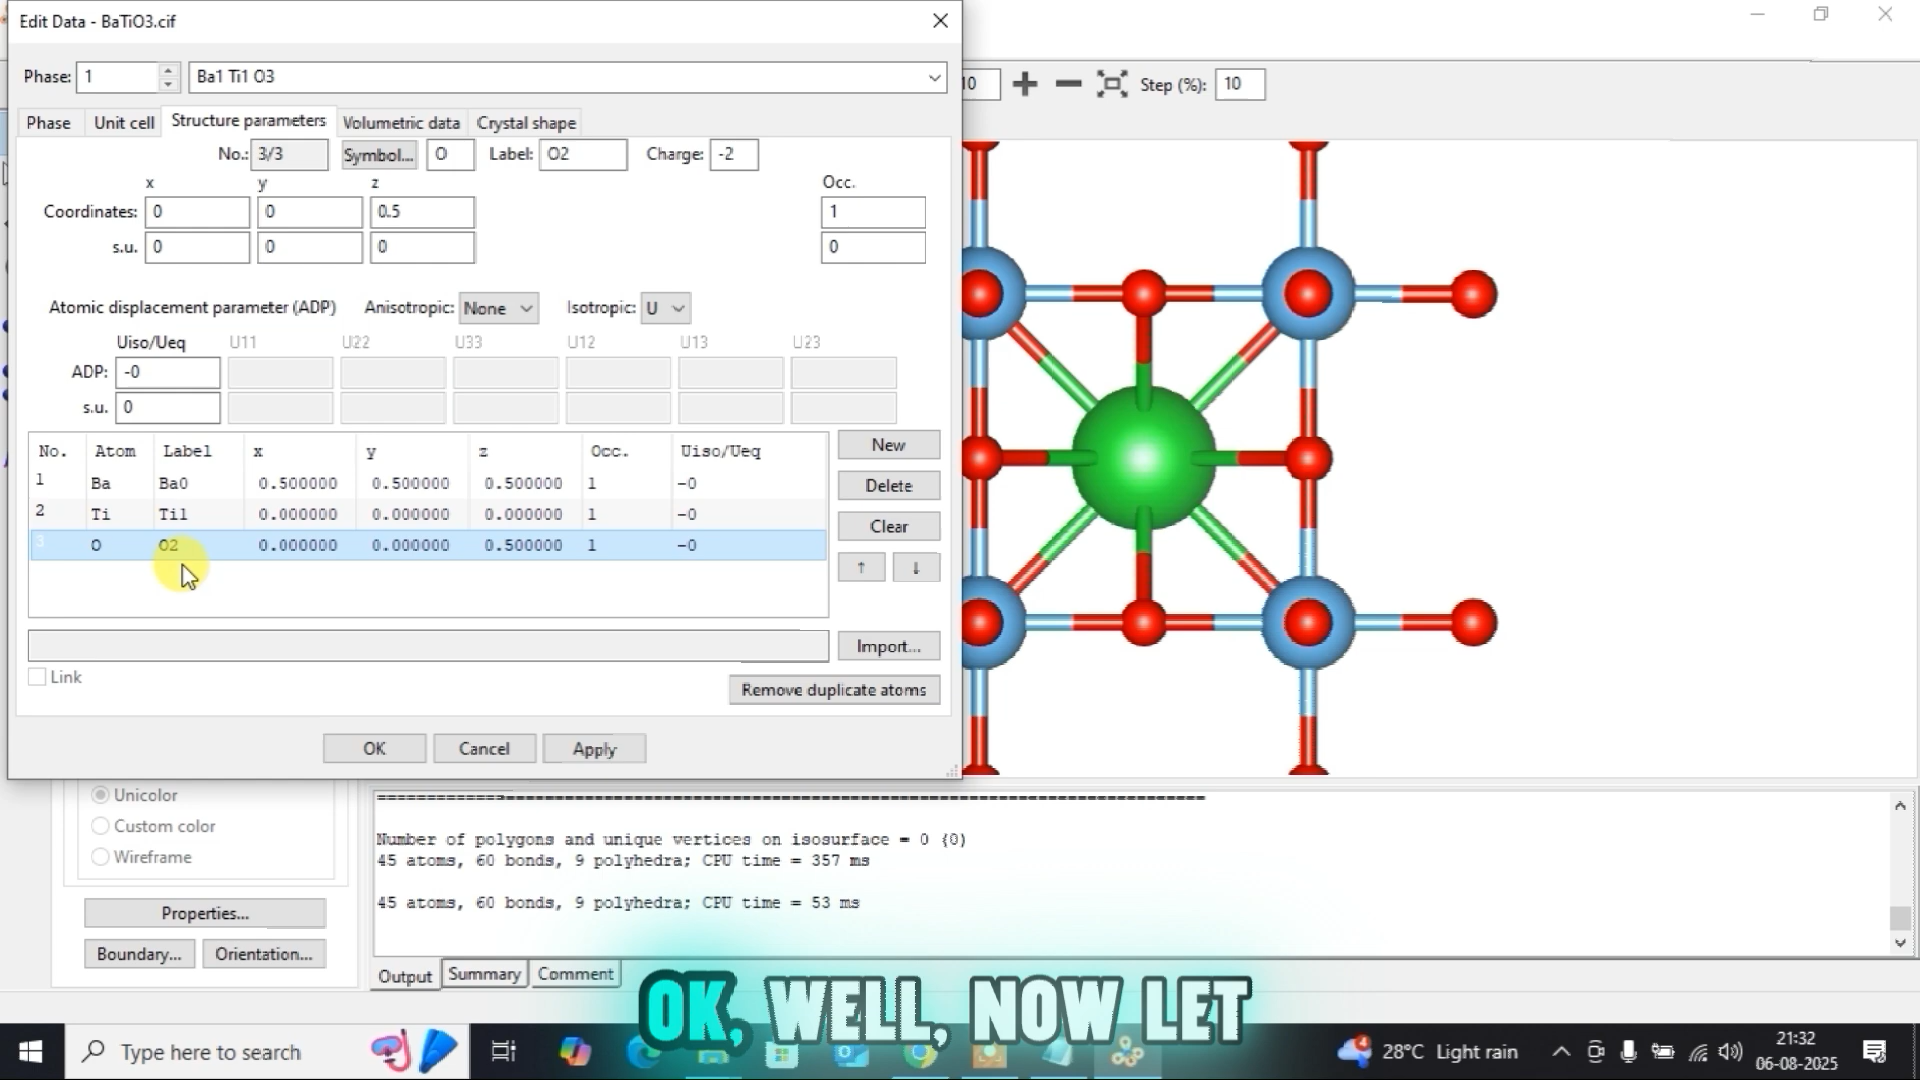 Edit Data - BaTiO3.cif
Phase: 1 Ba1 Ti1 O3
10 Step (%): 10
Phase Unit cell Structure parameters Volumetric data Crystal shape
No.: 3/3 Symbol... O Label: O2 Charge: -2
x y z Occ.
Coordinates: 0 0 0.5 1
s.u. 0 0 0 0
Atomic displacement parameter (ADP) Anisotropic: None Isotropic: U
Uiso/Ueq U11 U22 U33 U12 U13 U23
ADP: -0
s.u. 0
No. Atom Label x y z Occ. Uiso/Ueq
1 Ba Ba0 0.500000 0.500000 0.500000 1 -0
2 Ti Ti1 0.000000 0.000000 0.000000 1 -0
3 O O2 0.000000 0.000000 0.500000 1 -0
New
Delete
Clear
↑ ↓
Import...
Link
Remove duplicate atoms
OK Cancel Apply
Unicolor
Custom color
Wireframe
Properties...
Boundary... Orientation...
Number of polygons and unique vertices on isosurface = 0 (0)
45 atoms, 60 bonds, 9 polyhedra; CPU time = 357 ms
45 atoms, 60 bonds, 9 polyhedra; CPU time = 53 ms
Output Summary Comment
OK, WELL, NOW LET
Type here to search
4 28°C Light rain
21:32
06-08-2025